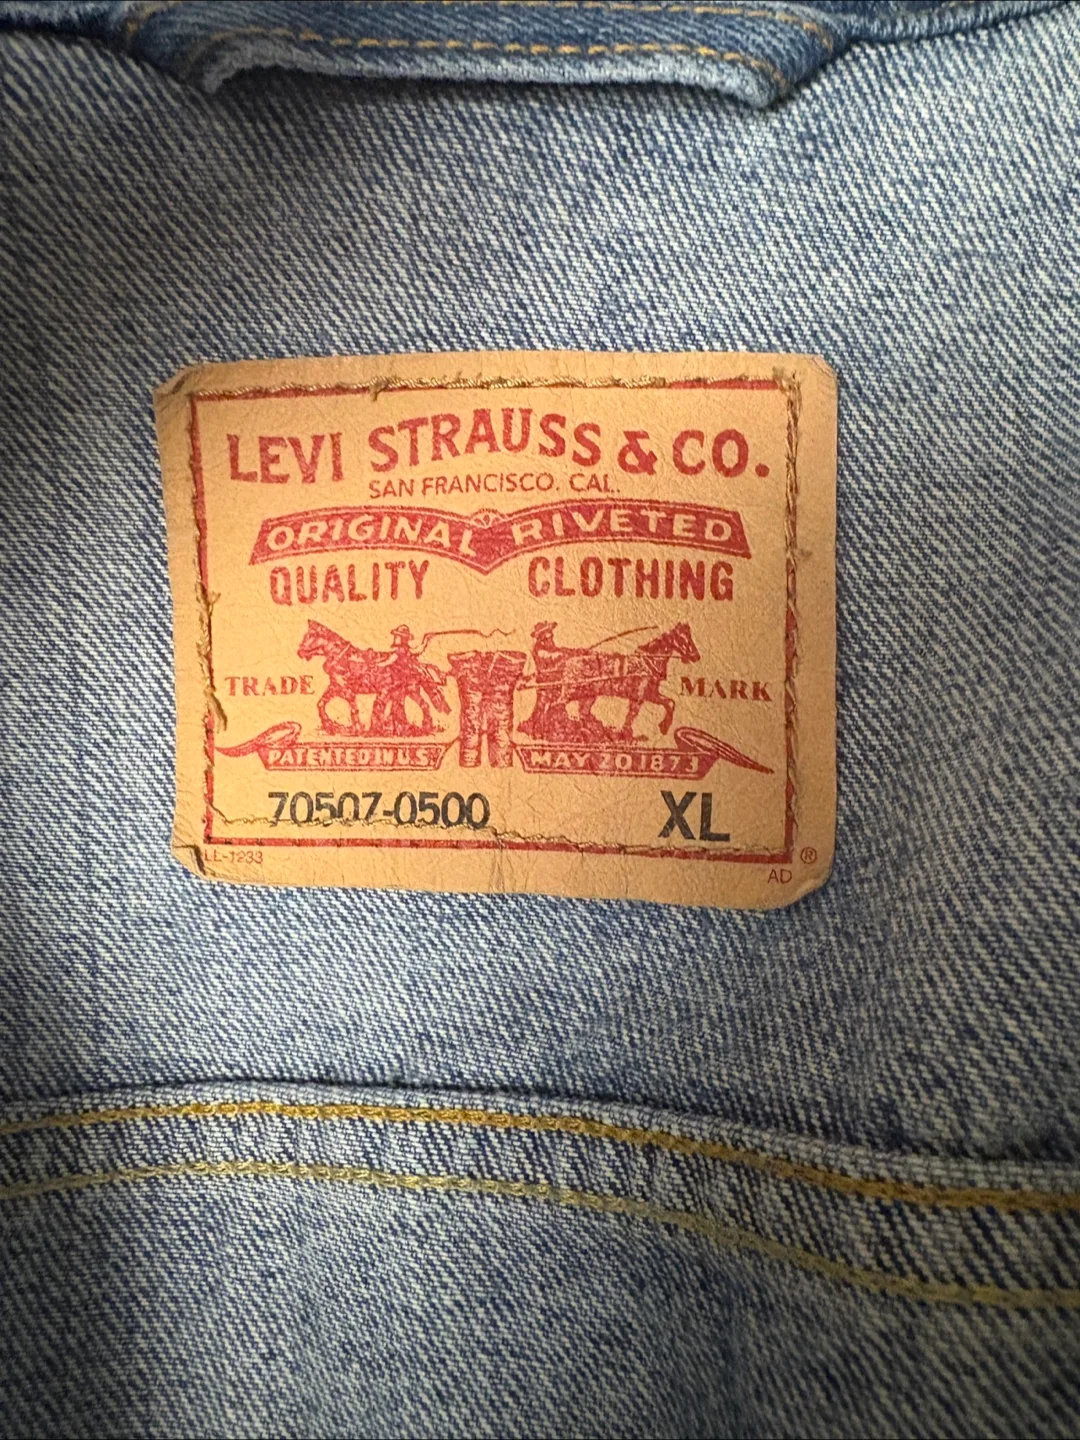 LEVI STRAUSS & CO.
SAN FRANCISCO. CAL.
ORIGINAL RIVETED
QUALITY CLOTHING
TRADE MARK
PATENTED IN U.S. MAY 20 1873
70507-0500 XL
LL-1233 ®
AD